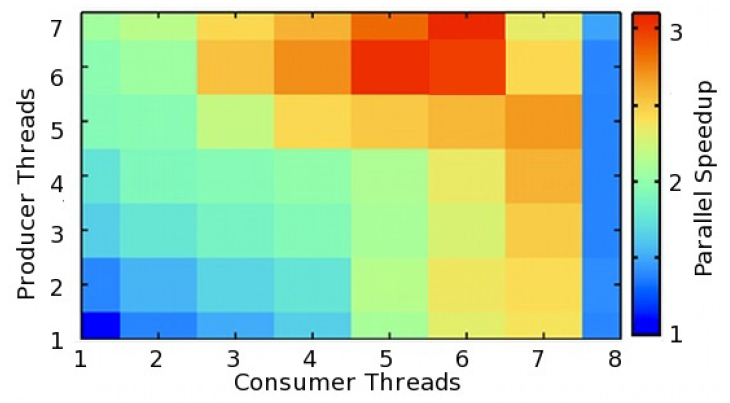 7
6
5
4
3
2
1
Producer Threads
1 2 3 4 5 6 7 8
Consumer Threads
3
2
1
Parallel Speedup